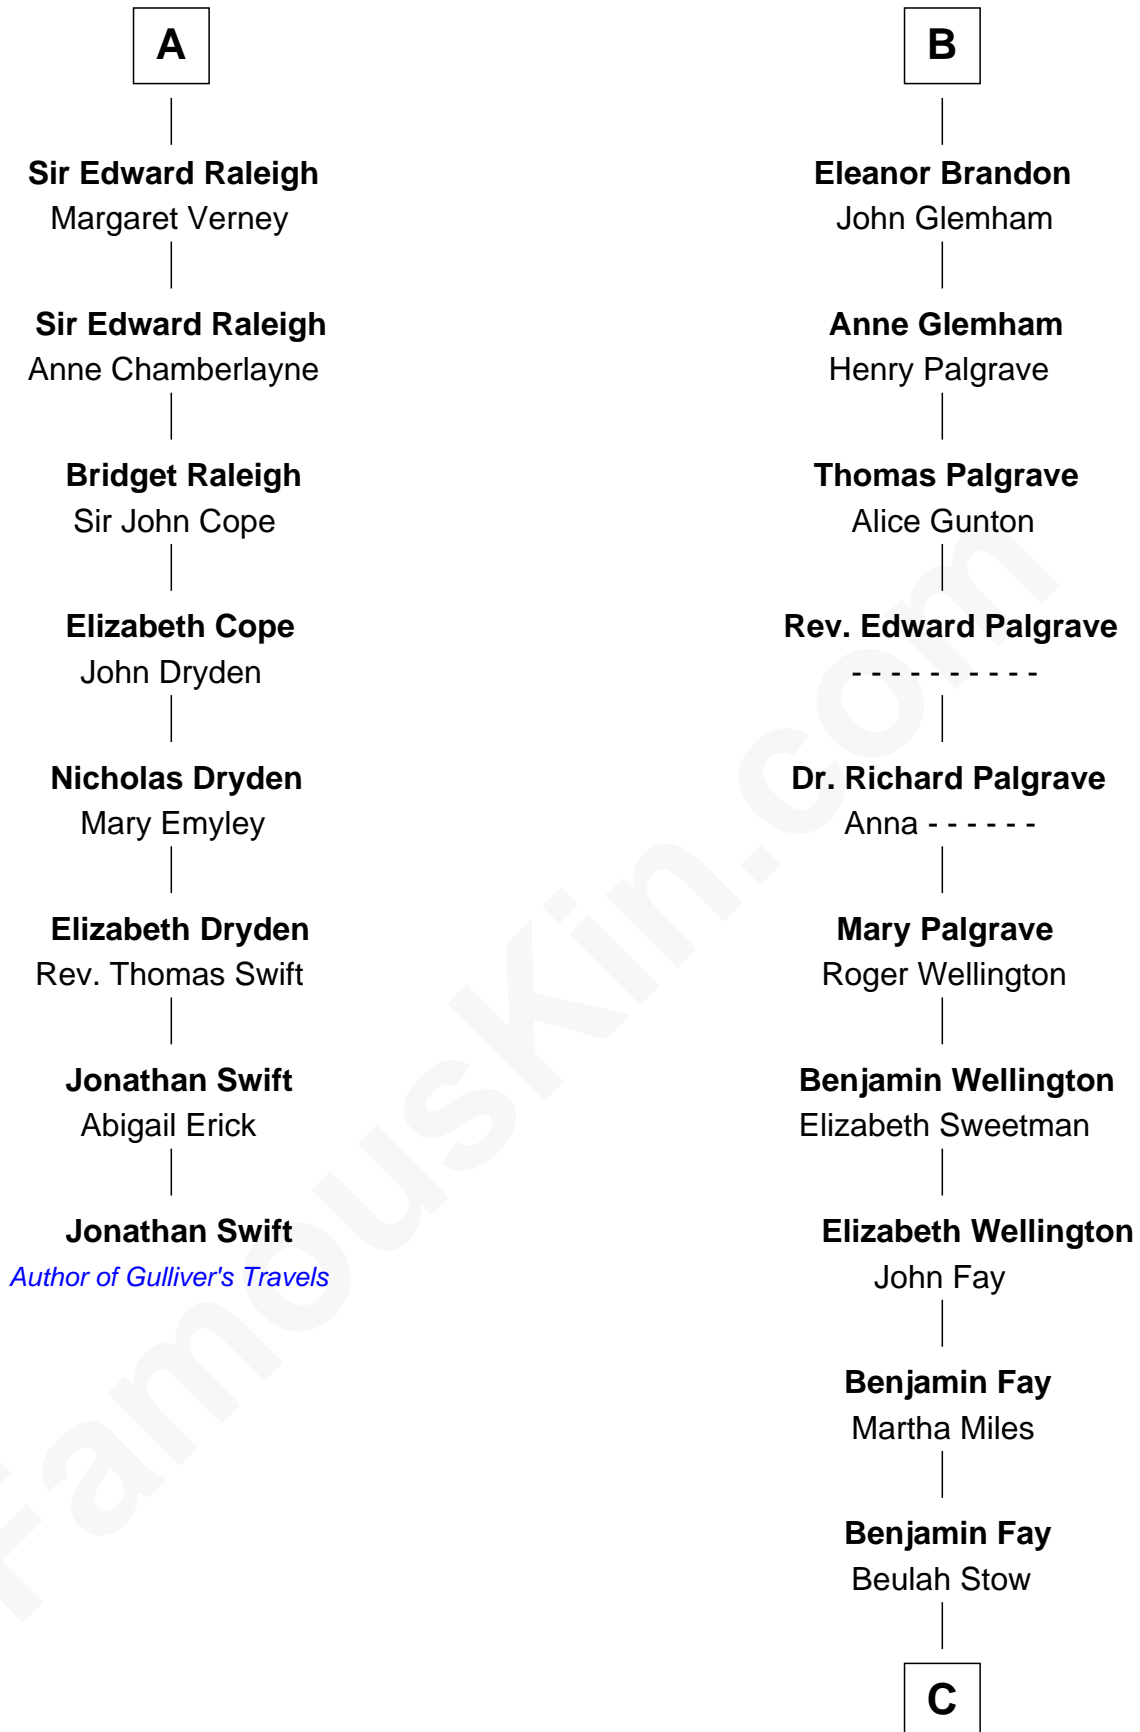 A
Sir Edward Raleigh
Margaret Verney
Sir Edward Raleigh
Anne Chamberlayne
Bridget Raleigh
Sir John Cope
Elizabeth Cope
John Dryden
Nicholas Dryden
Mary Emyley
Elizabeth Dryden
Rev. Thomas Swift
Jonathan Swift
Abigail Erick
Jonathan Swift
Author of Gulliver's Travels
B
Eleanor Brandon
John Glemham
Anne Glemham
Henry Palgrave
Thomas Palgrave
Alice Gunton
Rev. Edward Palgrave
- - - - - - - - - -
Dr. Richard Palgrave
Anna - - - - - -
Mary Palgrave
Roger Wellington
Benjamin Wellington
Elizabeth Sweetman
Elizabeth Wellington
John Fay
Benjamin Fay
Martha Miles
Benjamin Fay
Beulah Stow
C
FamousKin.com